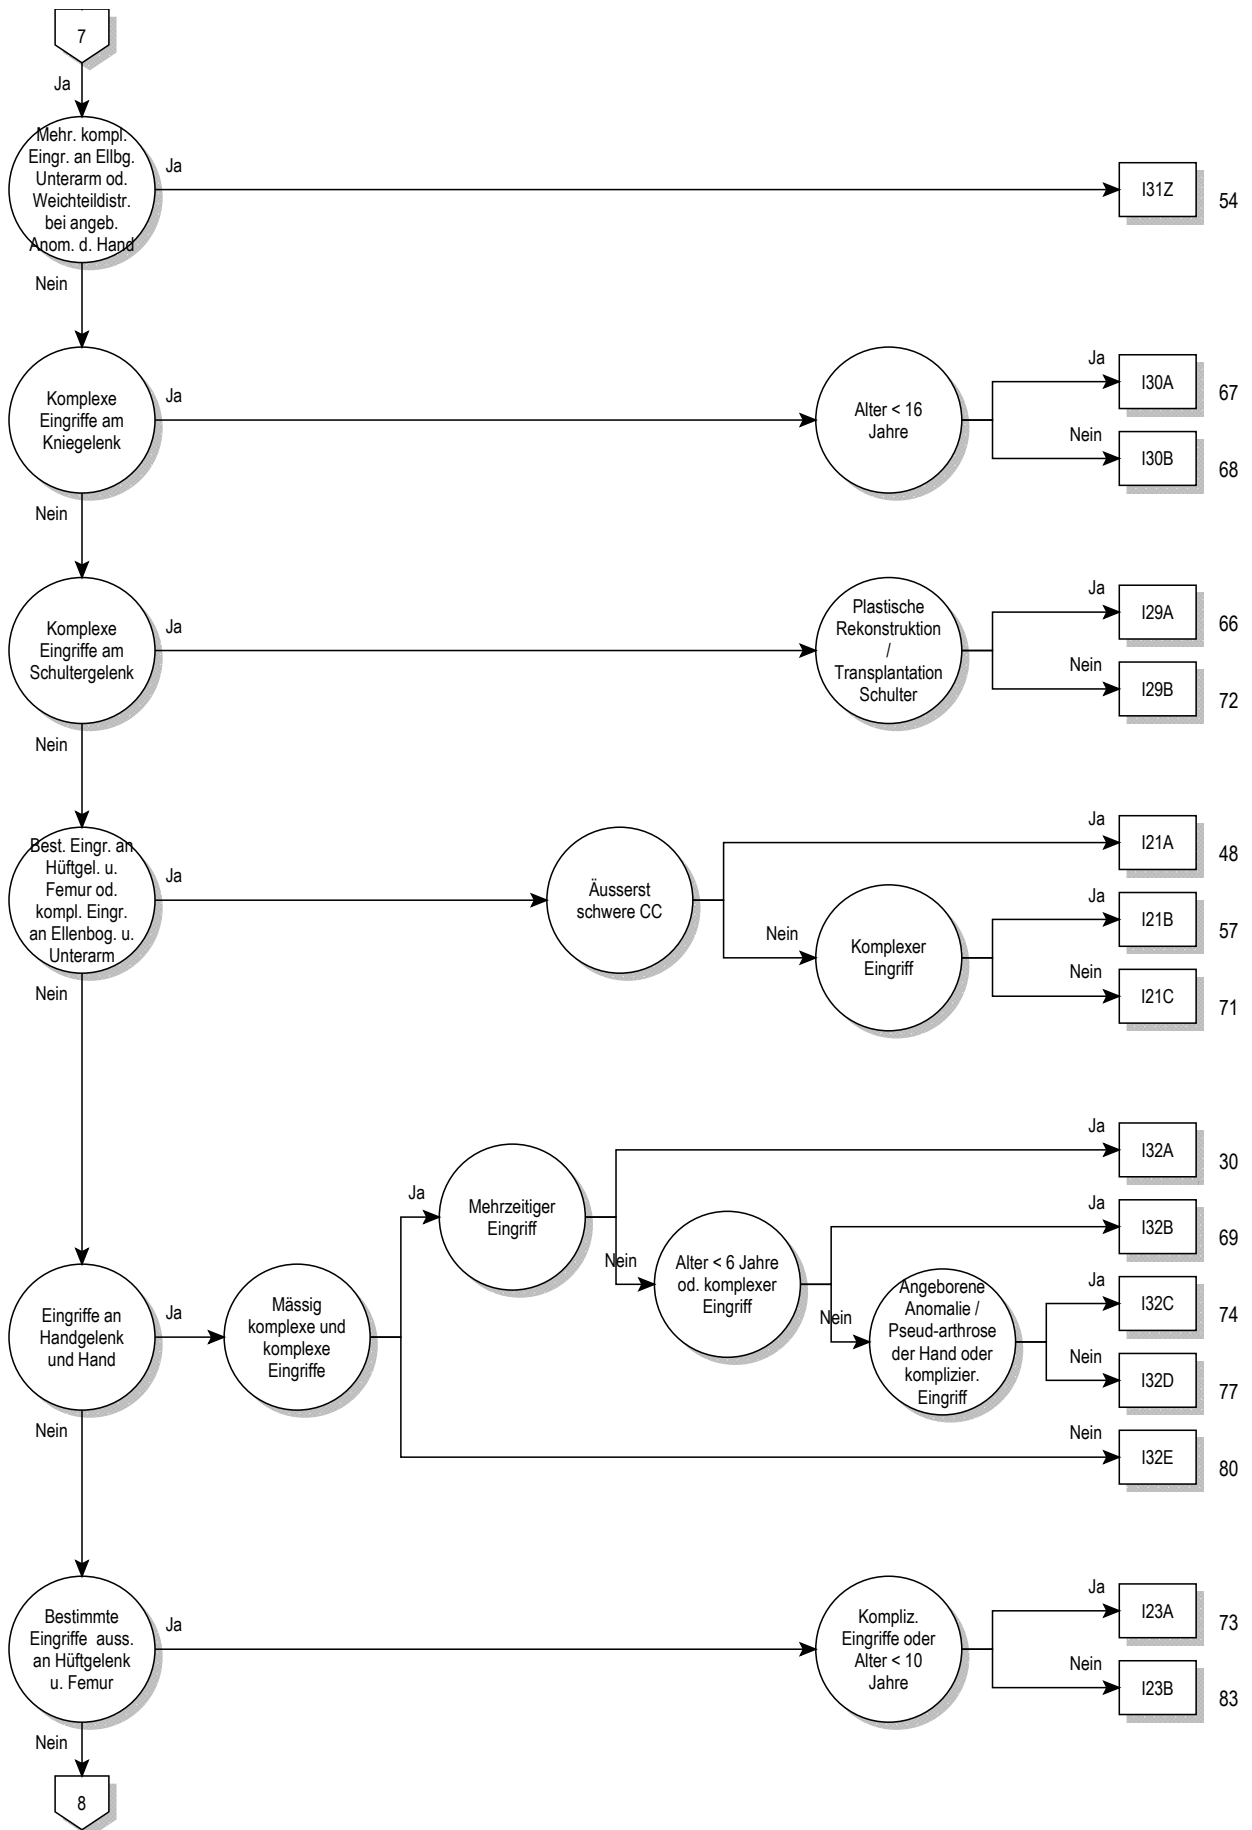 7
Ja
Mehr. kompl.
Eingr. an Ellbg.
Unterarm od.
Weichteildistr.
bei angeb.
Anom. d. Hand
Ja
I31Z
54
Nein
Komplexe
Eingriffe am
Kniegelenk
Ja
Alter < 16
Jahre
Ja
I30A
67
Nein
I30B
68
Nein
Komplexe
Eingriffe am
Schultergelenk
Ja
Plastische
Rekonstruktion
/
Transplantation
Schulter
Ja
I29A
66
Nein
I29B
72
Nein
Best. Eingr. an
Hüftgel. u.
Femur od.
kompl. Eingr.
an Ellenbog. u.
Unterarm
Ja
Äusserst
schwere CC
Ja
I21A
48
Nein
Komplexer
Eingriff
Ja
I21B
57
Nein
I21C
71
Nein
Eingriffe an
Handgelenk
und Hand
Ja
Mässig
komplexe und
komplexe
Eingriffe
Ja
Mehrzeitiger
Eingriff
Ja
I32A
30
Nein
Alter < 6 Jahre
od. komplexer
Eingriff
Ja
I32B
69
Nein
Angeborene
Anomalie /
Pseud-arthrose
der Hand oder
komplizier.
Eingriff
Ja
I32C
74
Nein
I32D
77
Nein
I32E
80
Nein
Bestimmte
Eingriffe auss.
an Hüftgelenk
u. Femur
Ja
Kompliz.
Eingriffe oder
Alter < 10
Jahre
Ja
I23A
73
Nein
I23B
83
Nein
8